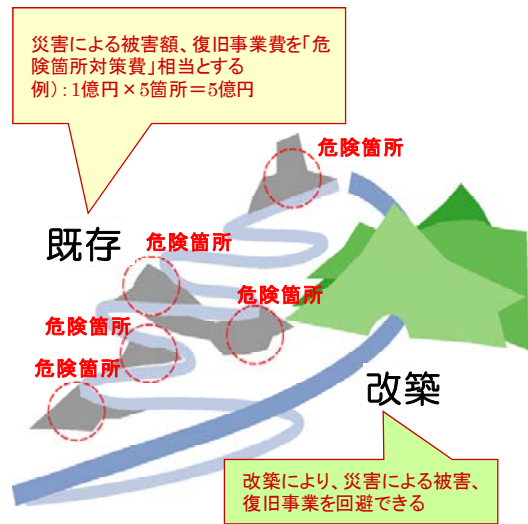 災害による被害額、復旧事業費を「危
険箇所対策費」相当とする
例）：1億円×5箇所＝5億円
危険箇所
既存
危険箇所
危険箇所
危険箇所
危険箇所
改築
改築により、災害による被害、
復旧事業を回避できる